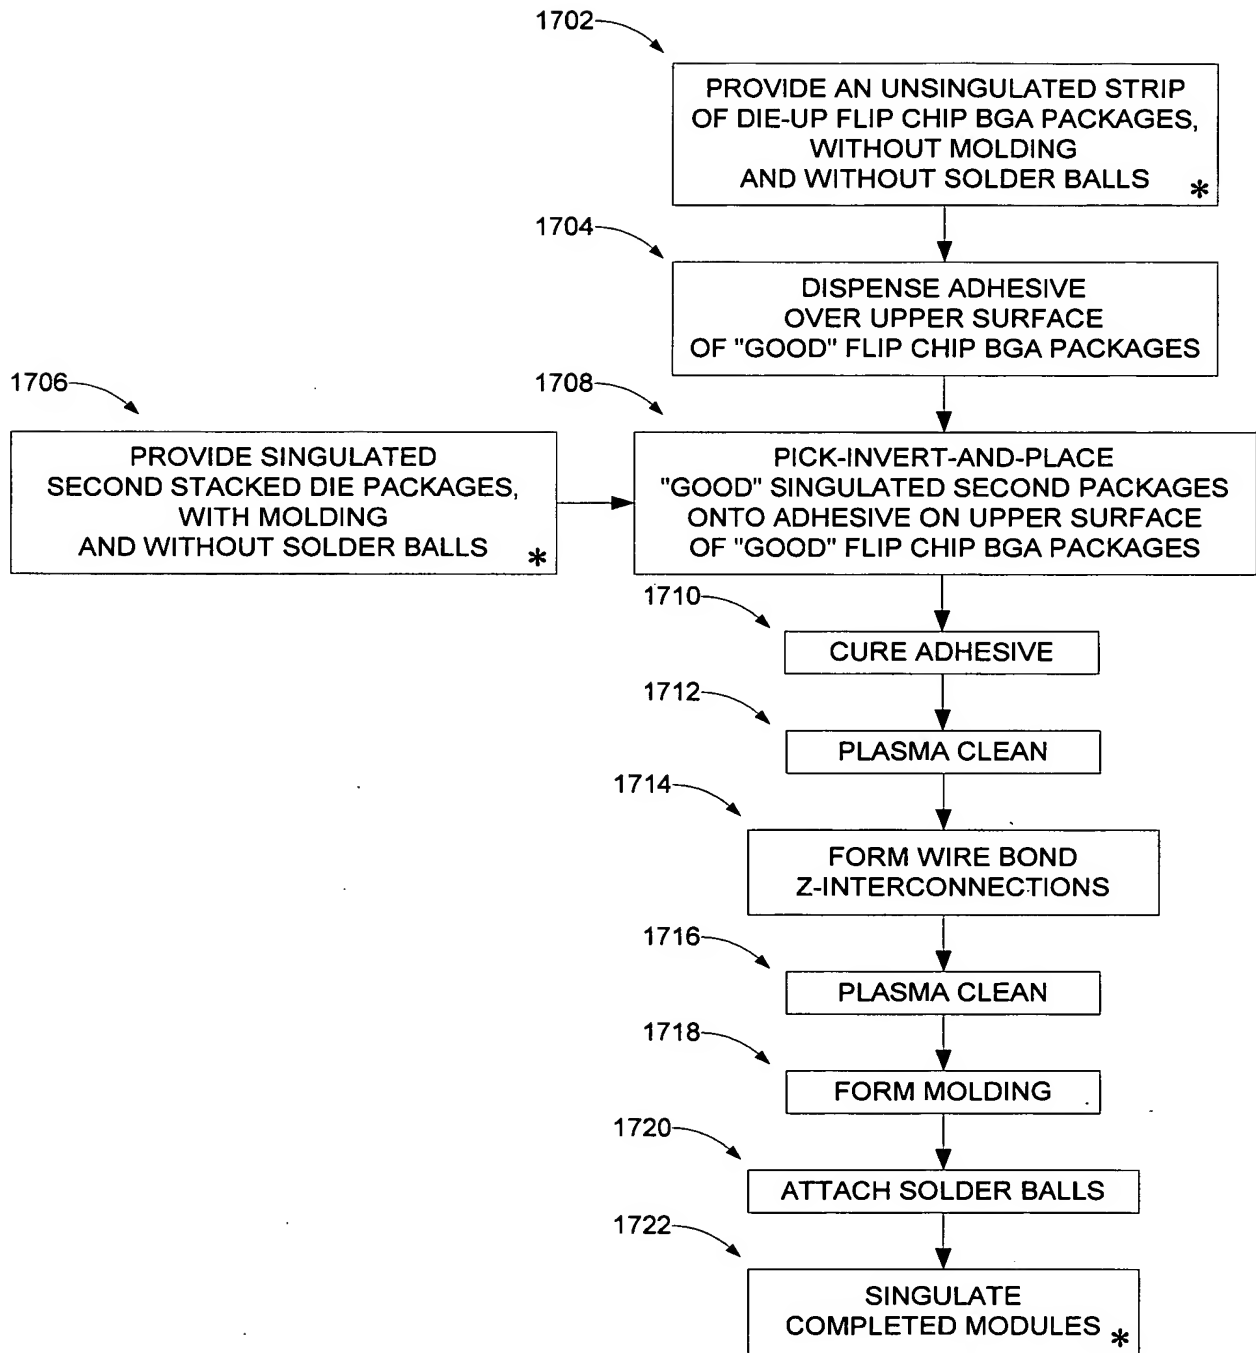 1702
PROVIDE AN UNSINGULATED STRIP
OF DIE-UP FLIP CHIP BGA PACKAGES,
WITHOUT MOLDING
AND WITHOUT SOLDER BALLS *
1704
DISPENSE ADHESIVE
OVER UPPER SURFACE
OF "GOOD" FLIP CHIP BGA PACKAGES
1706
PROVIDE SINGULATED
SECOND STACKED DIE PACKAGES,
WITH MOLDING
AND WITHOUT SOLDER BALLS *
1708
PICK-INVERT-AND-PLACE
"GOOD" SINGULATED SECOND PACKAGES
ONTO ADHESIVE ON UPPER SURFACE
OF "GOOD" FLIP CHIP BGA PACKAGES
1710
CURE ADHESIVE
1712
PLASMA CLEAN
1714
FORM WIRE BOND
Z-INTERCONNECTIONS
1716
PLASMA CLEAN
1718
FORM MOLDING
1720
ATTACH SOLDER BALLS
1722
SINGULATE
COMPLETED MODULES *